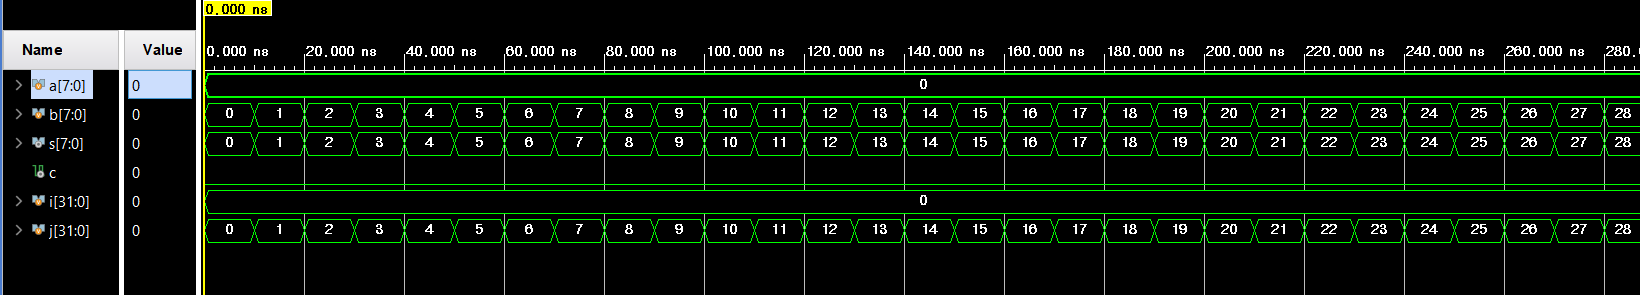 0.000 ns
Name Value 0.000 ns 20.000 ns 40.000 ns 60.000 ns 80.000 ns 100.000 ns 120.000 ns 140.000 ns 160.000 ns 180.000 ns 200.000 ns 220.000 ns 240.000 ns 260.000 ns 280.
a[7:0] 0 0
b[7:0] 0 0 1 2 3 4 5 6 7 8 9 10 11 12 13 14 15 16 17 18 19 20 21 22 23 24 25 26 27 28
s[7:0] 0 0 1 2 3 4 5 6 7 8 9 10 11 12 13 14 15 16 17 18 19 20 21 22 23 24 25 26 27 28
c 0
i[31:0] 0 0
j[31:0] 0 0 1 2 3 4 5 6 7 8 9 10 11 12 13 14 15 16 17 18 19 20 21 22 23 24 25 26 27 28